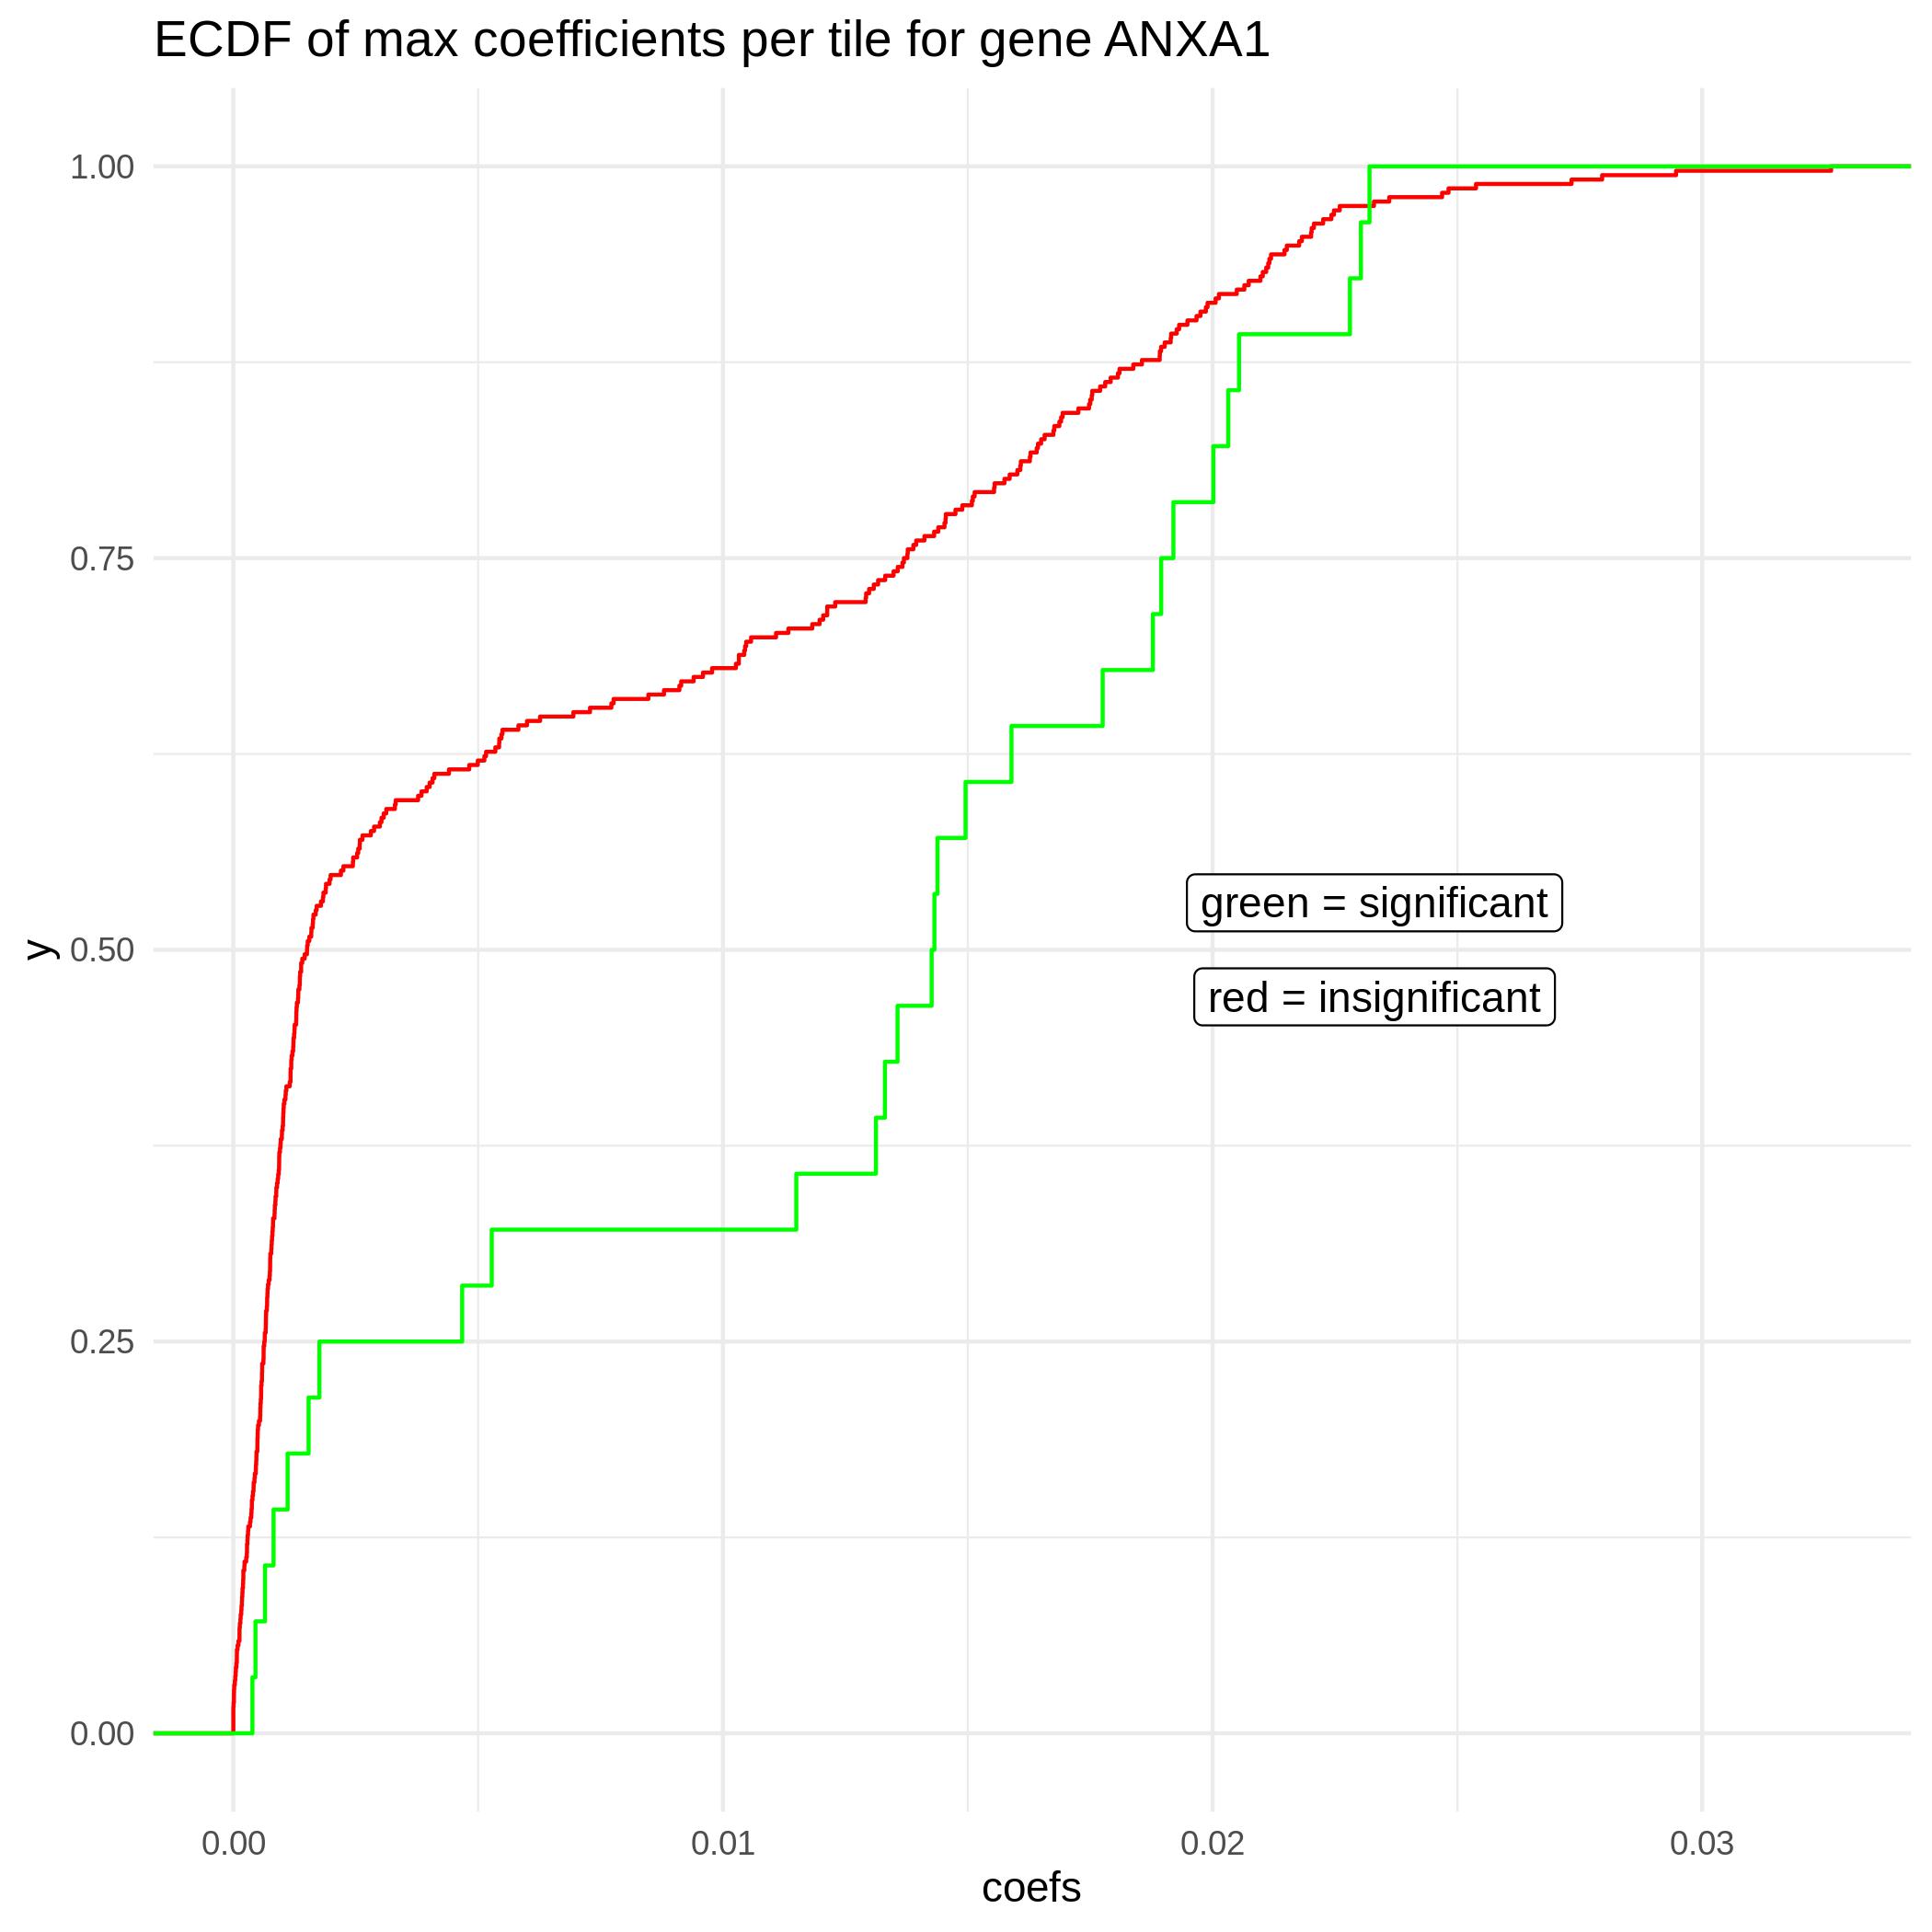 ECDF of max coefficients per tile for gene ANXA1
1.00
0.75
0.50
0.25
0.00
y
green = significant
red = insignificant
0.00
0.01
0.02
0.03
coefs